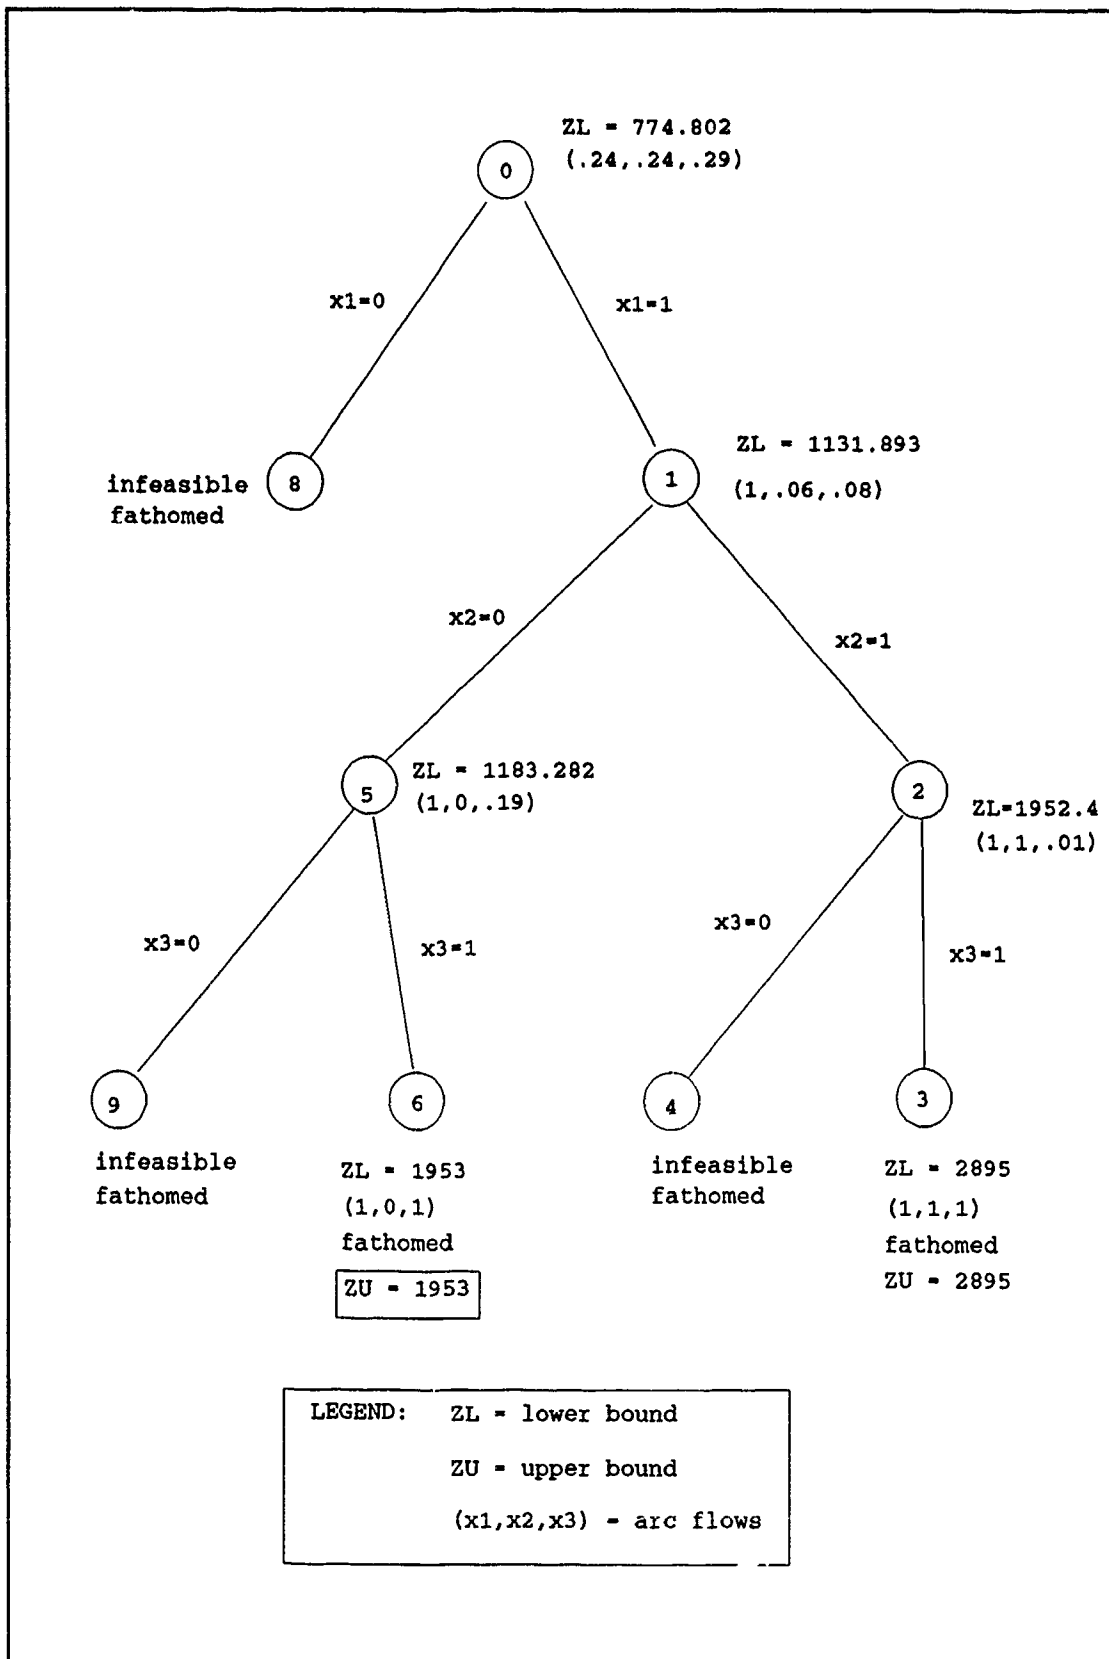 ZL = 774.802
(.24,.24,.29)
0
x1=0
x1=1
ZL = 1131.893
(1,.06,.08)
1
infeasible
fathomed
8
x2=0
x2=1
5
ZL = 1183.282
(1,0,.19)
2
ZL=1952.4
(1,1,.01)
x3=0
x3=1
x3=0
x3=1
9
infeasible
fathomed
6
ZL = 1953
(1,0,1)
fathomed
ZU = 1953
4
infeasible
fathomed
3
ZL = 2895
(1,1,1)
fathomed
ZU = 2895
LEGEND: ZL = lower bound
ZU = upper bound
(x1,x2,x3) = arc flows